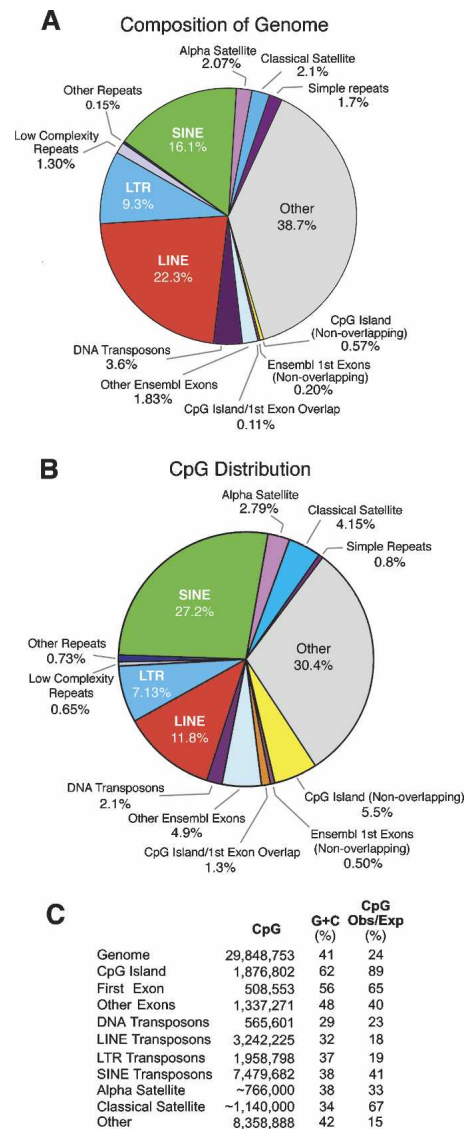 A
Composition of Genome
Alpha Satellite
2.07%
Classical Satellite
2.1%
Simple repeats
1.7%
Other Repeats
0.15%
Low Complexity
Repeats
1.30%
SINE
16.1%
LTR
9.3%
Other
38.7%
LINE
22.3%
CpG Island
(Non-overlapping)
0.57%
DNA Transposons
3.6%
Ensembl 1st Exons
(Non-overlapping)
0.20%
Other Ensembl Exons
1.83%
CpG Island/1st Exon Overlap
0.11%
B
CpG Distribution
Alpha Satellite
2.79%
Classical Satellite
4.15%
Simple Repeats
0.8%
SINE
27.2%
Other
30.4%
Other Repeats
0.73%
Low Complexity
Repeats
0.65%
LTR
7.13%
LINE
11.8%
DNA Transposons
2.1%
CpG Island (Non-overlapping)
5.5%
Other Ensembl Exons
4.9%
Ensembl 1st Exons
(Non-overlapping)
0.50%
CpG Island/1st Exon Overlap
1.3%
C
CpG G+C (%) CpG Obs/Exp (%)
Genome 29,848,753 41 24
CpG Island 1,876,802 62 89
First Exon 508,553 56 65
Other Exons 1,337,271 48 40
DNA Transposons 565,601 29 23
LINE Transposons 3,242,225 32 18
LTR Transposons 1,958,798 37 19
SINE Transposons 7,479,682 38 41
Alpha Satellite ~766,000 38 33
Classical Satellite ~1,140,000 34 67
Other 8,358,888 42 15